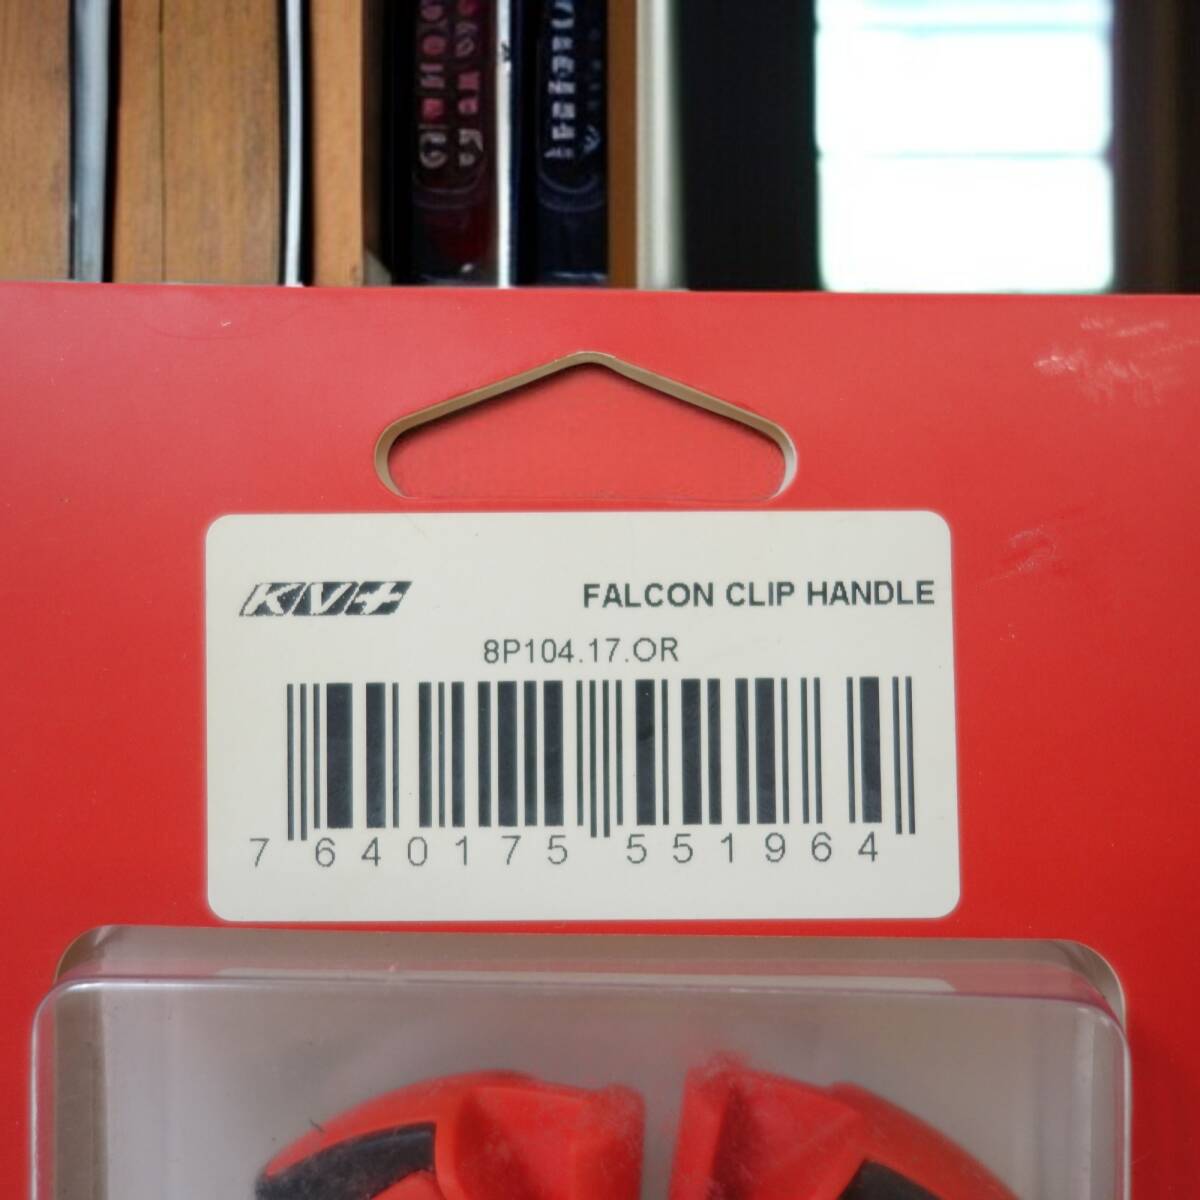 KV+
FALCON CLIP HANDLE
8P104.17.OR
7 640175 551964